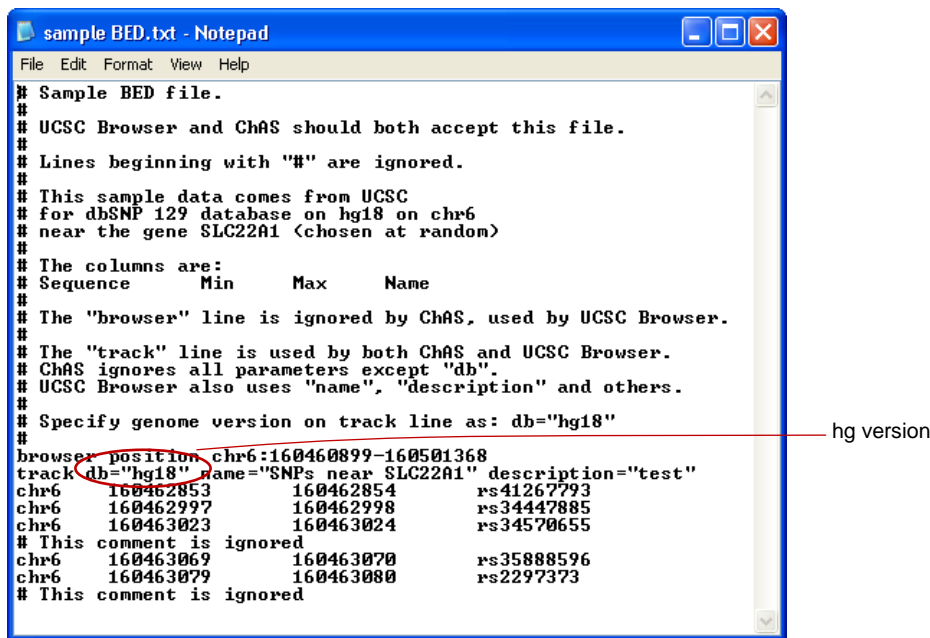 sample BED.txt - Notepad
File Edit Format View Help
# Sample BED file.
#
# UCSC Browser and ChAS should both accept this file.
#
# Lines beginning with "#" are ignored.
#
# This sample data comes from UCSC
# for dbSNP 129 database on hg18 on chr6
# near the gene SLC22A1 (chosen at random)
#
# The columns are:
# Sequence Min Max Name
#
# The "browser" line is ignored by ChAS, used by UCSC Browser.
#
# The "track" line is used by both ChAS and UCSC Browser.
# ChAS ignores all parameters except "db".
# UCSC Browser also uses "name", "description" and others.
#
# Specify genome version on track line as: db="hg18"
#
hg version
browser position chr6:160460899-160501368
track db="hg18" name="SNPs near SLC22A1" description="test"
chr6 160462853 160462854 rs41267793
chr6 160462997 160462998 rs34447885
chr6 160463023 160463024 rs34570655
# This comment is ignored
chr6 160463069 160463070 rs35888596
chr6 160463079 160463080 rs2297373
# This comment is ignored